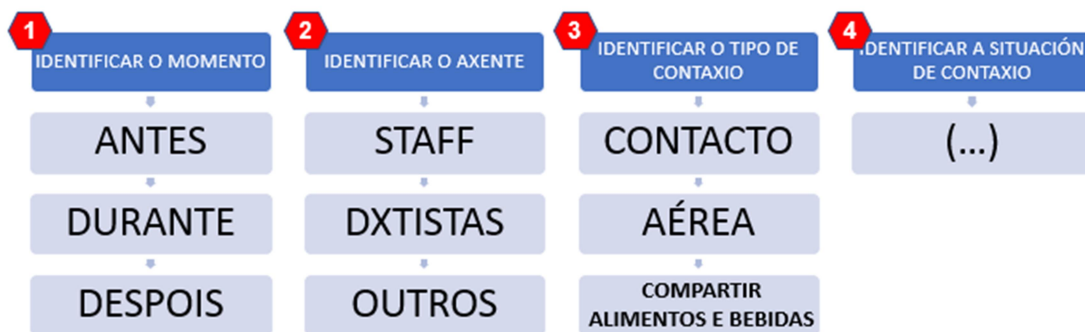 1
IDENTIFICAR O MOMENTO
ANTES
DURANTE
DESPOIS
2
IDENTIFICAR O AXENTE
STAFF
DXTISTAS
OUTROS
3
IDENTIFICAR O TIPO DE
CONTAXIO
CONTACTO
AÉREA
COMPARTIR
ALIMENTOS E BEBIDAS
4
IDENTIFICAR A SITUACIÓN
DE CONTAXIO
(...)